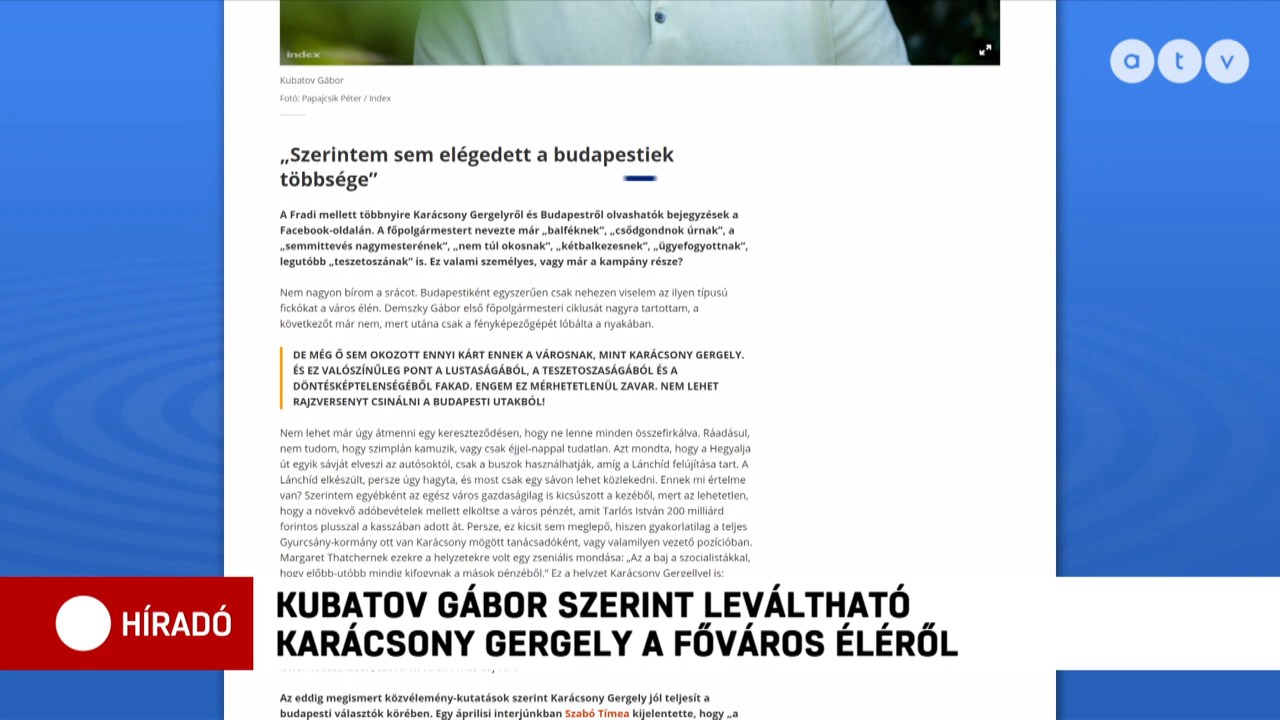 index
atv
Kubatov Gábor
Fotó: Papajcsik Péter / Index
„Szerintem sem elégedett a budapestiek
többsége”
A Fradi mellett többnyire Karácsony Gergelyről és Budapestről olvashatók bejegyzések a
Facebook-oldalán. A főpolgármestert nevezte már „balféknek”, „csődgondnok úrnak”, a
„semmittevés nagymesterének”, „nem túl okosnak”, „kétbalkezesnek”, „ügyefogyottnak”,
legutóbb „teszetoszának” is. Ez valami személyes, vagy már a kampány része?
Nem nagyon bírom a srácot. Budapestiként egyszerűen csak nehezen viselem az ilyen típusú
fickókat a város élén. Demszky Gábor első főpolgármesteri ciklusát nagyra tartottam, a
következőt már nem, mert utána csak a fényképezőgépét lóbálta a nyakában.
DE MÉG Ő SEM OKOZOTT ENNYI KÁRT ENNEK A VÁROSNAK, MINT KARÁCSONY GERGELY.
ÉS EZ VALÓSZÍNŰLEG PONT A LUSTASÁGÁBÓL, A TESZETOSZASÁGÁBÓL ÉS A
DÖNTÉSKÉPTELENSÉGÉBŐL FAKAD. ENGEM EZ MÉRHETETLENÜL ZAVAR. NEM LEHET
RAJZVERSENYT CSINÁLNI A BUDAPESTI UTAKBÓL!
Nem lehet már úgy átmenni egy kereszteződésen, hogy ne lenne minden összefirkálva. Ráadásul,
nem tudom, hogy szimplán kamuzik, vagy csak éjjel-nappal tudatlan. Azt mondta, hogy a Hegyalja
út egyik sávját elveszi az autósoktól, csak a buszok használhatják, amíg a Lánchíd felújítása tart. A
Lánchíd elkészült, persze úgy hagyta, és most csak egy sávon lehet közlekedni. Ennek mi értelme
van? Szerintem egyébként az egész város gazdaságilag is kicsúszott a kezéből, mert az lehetetlen,
hogy a növekvő adóbevételek mellett elköltse a város pénzét, amit Tarlós István 200 milliárd
forintos plusszal a kasszában adott át. Persze, ez kicsit sem meglepő, hiszen gyakorlatilag a teljes
Gyurcsány-kormány ott van Karácsony mögött tanácsadóként, vagy valamilyen vezető pozícióban.
Margaret Thatchernek ezekre a helyzetekre volt egy zseniális mondása: „Az a baj a szocialistákkal,
hogy előbb-utóbb mindig kifogynak a mások pénzéből.” Ez a helyzet Karácsony Gergellyel is:
HÍRADÓ
KUBATOV GÁBOR SZERINT LEVÁLTHATÓ
KARÁCSONY GERGELY A FŐVÁROS ÉLÉRŐL
Az eddig megismert közvélemény-kutatások szerint Karácsony Gergely jól teljesít a
budapesti választók körében. Egy áprilisi interjúnkban Szabó Tímea kijelentette, hogy „a